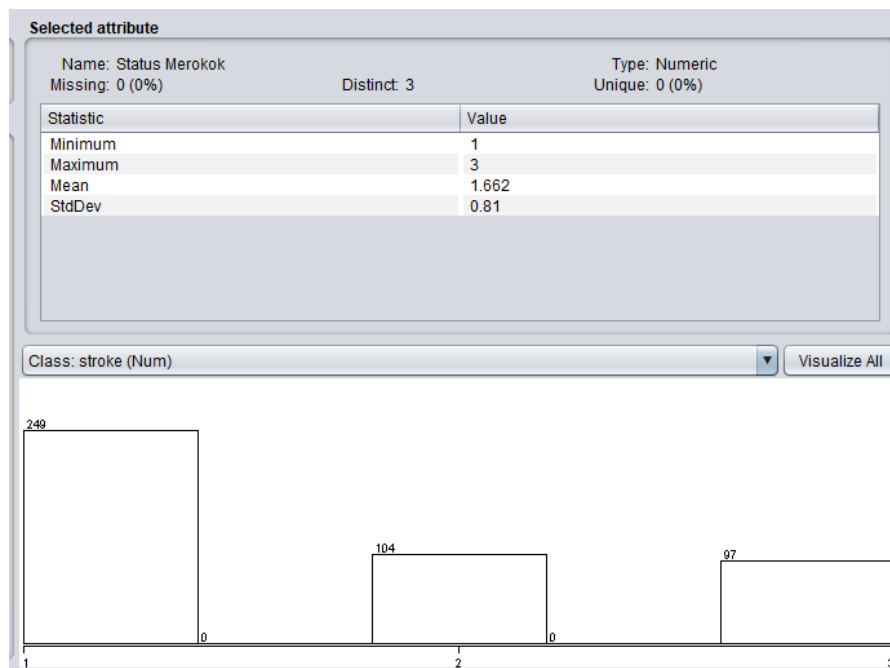 Selected attribute
Name: Status Merokok Type: Numeric
Missing: 0 (0%) Distinct: 3 Unique: 0 (0%)
Statistic Value
Minimum 1
Maximum 3
Mean 1.662
StdDev 0.81
Class: stroke (Num) Visualize All
249
104
97
0 0
1 2 3